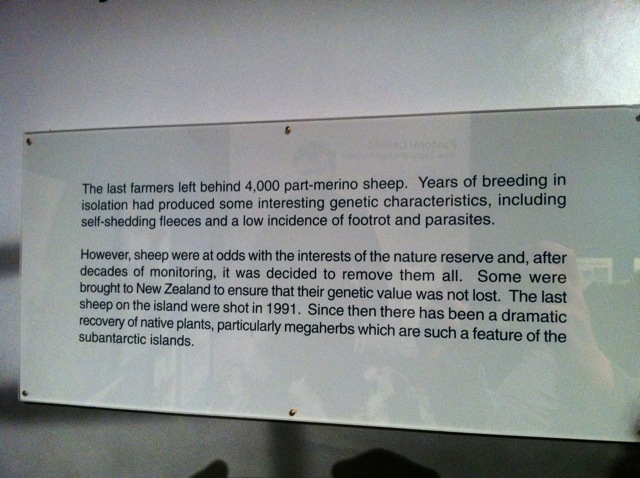 The last farmers left behind 4,000 part-merino sheep. Years of breeding in
isolation had produced some interesting genetic characteristics, including
self-shedding fleeces and a low incidence of footrot and parasites.
However, sheep were at odds with the interests of the nature reserve and, after
decades of monitoring, it was decided to remove them all. Some were
brought to New Zealand to ensure that their genetic value was not lost. The last
sheep on the island were shot in 1991. Since then there has been a dramatic
recovery of native plants, particularly megaherbs which are such a feature of the
subantarctic islands.